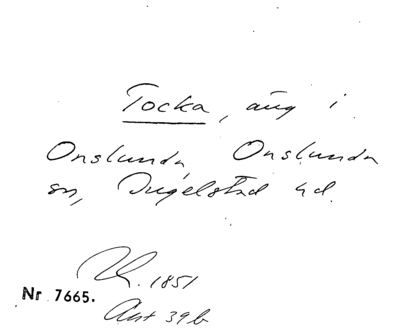 Tocka, äng i
Onslunda, Onslunda
sn, Ingelstad hd.
1851
Nr 7665.
Akt 39b